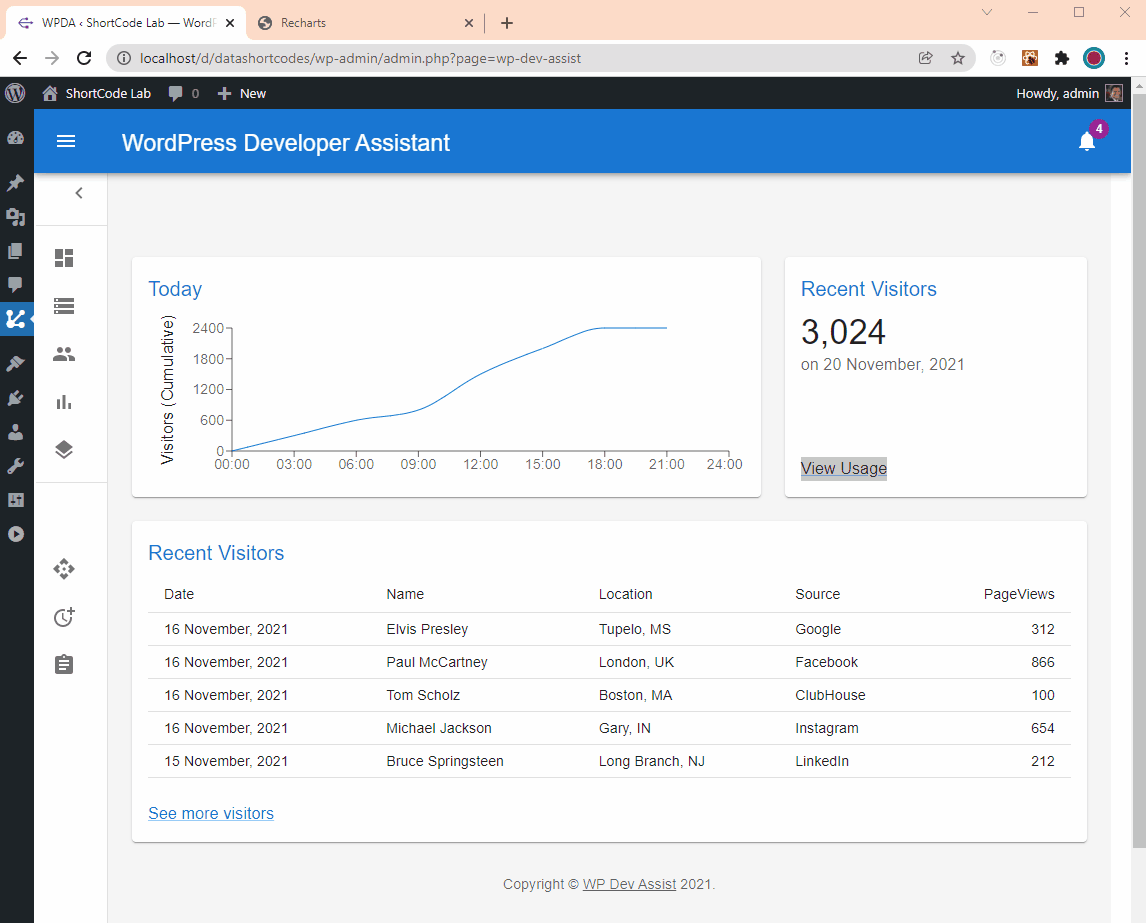 WPDA ‹ ShortCode Lab — WordP
Recharts
localhost/d/datashortcodes/wp-admin/admin.php?page=wp-dev-assist
ShortCode Lab 0 New Howdy, admin
WordPress Developer Assistant 4
Today
Visitors (Cumulative)
2400
1800
1200
600
0
00:00 03:00 06:00 09:00 12:00 15:00 18:00 21:00 24:00
Recent Visitors
3,024
on 20 November, 2021
View Usage
Recent Visitors
Date Name Location Source PageViews
16 November, 2021 Elvis Presley Tupelo, MS Google 312
16 November, 2021 Paul McCartney London, UK Facebook 866
16 November, 2021 Tom Scholz Boston, MA ClubHouse 100
16 November, 2021 Michael Jackson Gary, IN Instagram 654
15 November, 2021 Bruce Springsteen Long Branch, NJ LinkedIn 212
See more visitors
Copyright © WP Dev Assist 2021.